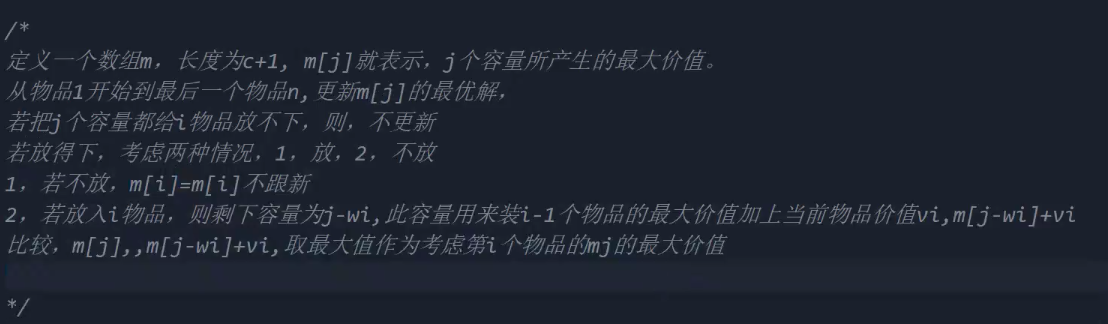 /*
定义一个数组m，长度为c+1, m[j]就表示，j个容量所产生的最大价值。
从物品1开始到最后一个物品n,更新m[j]的最优解，
若把j个容量都给i物品放不下，则，不更新
若放得下，考虑两种情况，1，放，2，不放
1，若不放，m[i]=m[i]不跟新
2，若放入i物品，则剩下容量为j-wi,此容量用来装i-1个物品的最大价值加上当前物品价值vi,m[j-wi]+vi
比较，m[j],,m[j-wi]+vi,取最大值作为考虑第i个物品的mj的最大价值
*/